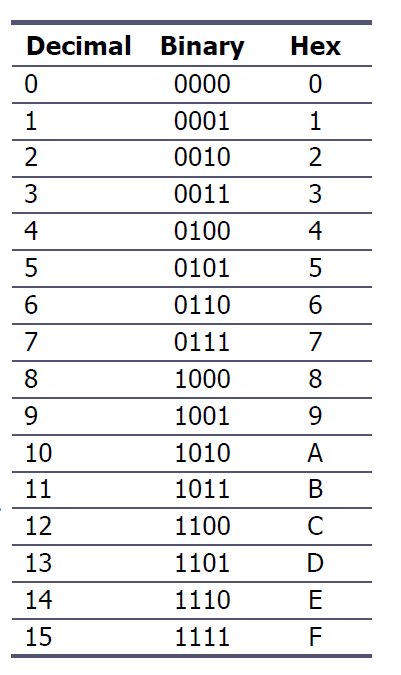 Decimal Binary Hex
0 0000 0
1 0001 1
2 0010 2
3 0011 3
4 0100 4
5 0101 5
6 0110 6
7 0111 7
8 1000 8
9 1001 9
10 1010 A
11 1011 B
12 1100 C
13 1101 D
14 1110 E
15 1111 F